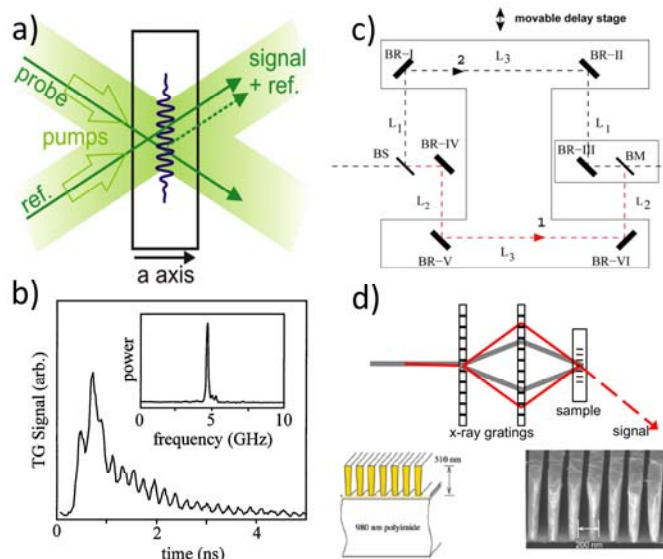 a)
probe
pumps
ref.
signal
+ ref.
a axis
b)
TG Signal (arb.)
power
0
5
10
frequency (GHz)
0
2
4
time (ns)
c)
movable delay stage
BR-I
2
L3
BR-II
L1
L1
BS
BR-IV
BR-III
BM
L2
L2
1
BR-V
L3
BR-VI
d)
x-ray gratings
sample
signal
510 nm
980 nm polyimide
200 nm